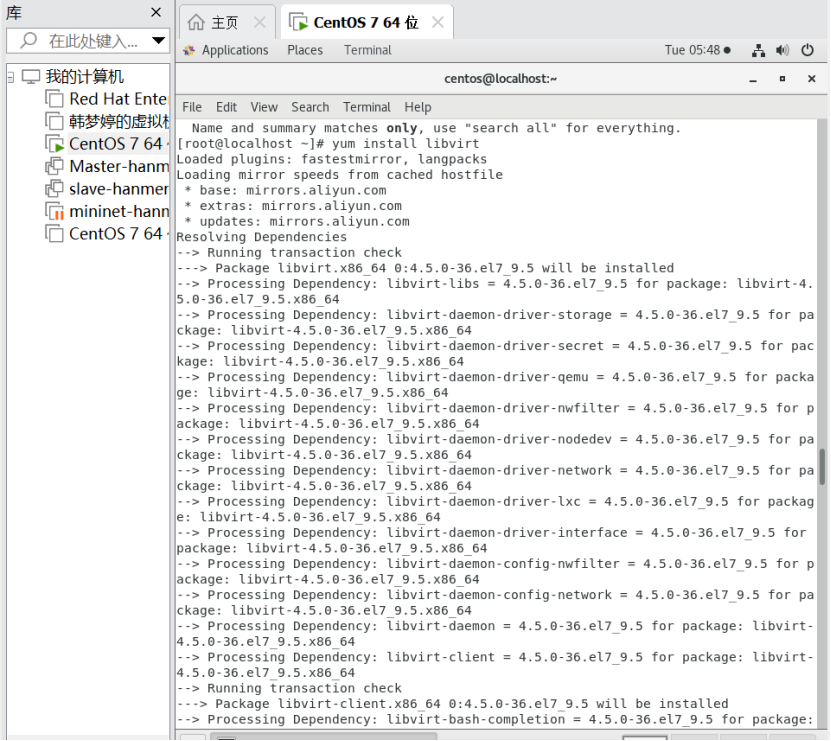 库
在此处键入...
我的计算机
Red Hat Ente
韩梦婷的虚拟机
CentOS 7 64
Master-hanm
slave-hanmer
mininet-hann
CentOS 7 64
主页
CentOS 7 64 位
Applications Places Terminal Tue 05:48
centos@localhost:~
File Edit View Search Terminal Help
Name and summary matches only, use "search all" for everything.
[root@localhost ~]# yum install libvirt
Loaded plugins: fastestmirror, langpacks
Loading mirror speeds from cached hostfile
* base: mirrors.aliyun.com
* extras: mirrors.aliyun.com
* updates: mirrors.aliyun.com
Resolving Dependencies
--> Running transaction check
---> Package libvirt.x86_64 0:4.5.0-36.el7_9.5 will be installed
--> Processing Dependency: libvirt-libs = 4.5.0-36.el7_9.5 for package: libvirt-4.
5.0-36.el7_9.5.x86_64
--> Processing Dependency: libvirt-daemon-driver-storage = 4.5.0-36.el7_9.5 for pa
ckage: libvirt-4.5.0-36.el7_9.5.x86_64
--> Processing Dependency: libvirt-daemon-driver-secret = 4.5.0-36.el7_9.5 for pac
kage: libvirt-4.5.0-36.el7_9.5.x86_64
--> Processing Dependency: libvirt-daemon-driver-qemu = 4.5.0-36.el7_9.5 for packa
ge: libvirt-4.5.0-36.el7_9.5.x86_64
--> Processing Dependency: libvirt-daemon-driver-nwfilter = 4.5.0-36.el7_9.5 for p
ackage: libvirt-4.5.0-36.el7_9.5.x86_64
--> Processing Dependency: libvirt-daemon-driver-nodedev = 4.5.0-36.el7_9.5 for pa
ckage: libvirt-4.5.0-36.el7_9.5.x86_64
--> Processing Dependency: libvirt-daemon-driver-network = 4.5.0-36.el7_9.5 for pa
ckage: libvirt-4.5.0-36.el7_9.5.x86_64
--> Processing Dependency: libvirt-daemon-driver-lxc = 4.5.0-36.el7_9.5 for packag
e: libvirt-4.5.0-36.el7_9.5.x86_64
--> Processing Dependency: libvirt-daemon-driver-interface = 4.5.0-36.el7_9.5 for
package: libvirt-4.5.0-36.el7_9.5.x86_64
--> Processing Dependency: libvirt-daemon-config-nwfilter = 4.5.0-36.el7_9.5 for p
ackage: libvirt-4.5.0-36.el7_9.5.x86_64
--> Processing Dependency: libvirt-daemon-config-network = 4.5.0-36.el7_9.5 for pa
ckage: libvirt-4.5.0-36.el7_9.5.x86_64
--> Processing Dependency: libvirt-daemon = 4.5.0-36.el7_9.5 for package: libvirt-
4.5.0-36.el7_9.5.x86_64
--> Processing Dependency: libvirt-client = 4.5.0-36.el7_9.5 for package: libvirt-
4.5.0-36.el7_9.5.x86_64
--> Running transaction check
---> Package libvirt-client.x86_64 0:4.5.0-36.el7_9.5 will be installed
--> Processing Dependency: libvirt-bash-completion = 4.5.0-36.el7_9.5 for package: